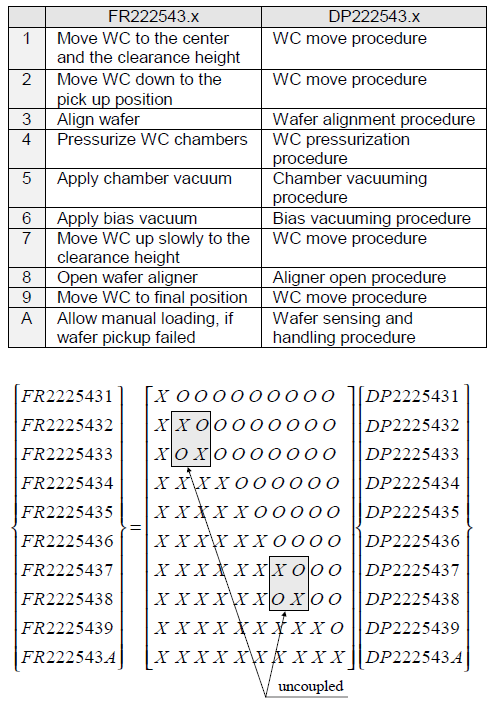 FR222543.x DP222543.x
1 Move WC to the center WC move procedure
and the clearance height
2 Move WC down to the WC move procedure
pick up position
3 Align wafer Wafer alignment procedure
4 Pressurize WC chambers WC pressurization
procedure
5 Apply chamber vacuum Chamber vacuuming
procedure
6 Apply bias vacuum Bias vacuuming procedure
7 Move WC up slowly to the WC move procedure
clearance height
8 Open wafer aligner Aligner open procedure
9 Move WC to final position WC move procedure
A Allow manual loading, if Wafer sensing and
wafer pickup failed handling procedure
FR2225431 X O O O O O O O O O DP2225431
FR2225432 X X O O O O O O O O DP2225432
FR2225433 X O X O O O O O O O DP2225433
FR2225434 X X X X O O O O O O DP2225434
FR2225435 X X X X X O O O O O DP2225435
FR2225436 = X X X X X X O O O O DP2225436
FR2225437 X X X X X X X O O O DP2225437
FR2225438 X X X X X X O X O O DP2225438
FR2225439 X X X X X X X X X O DP2225439
FR222543A X X X X X X X X X X DP222543A
uncoupled